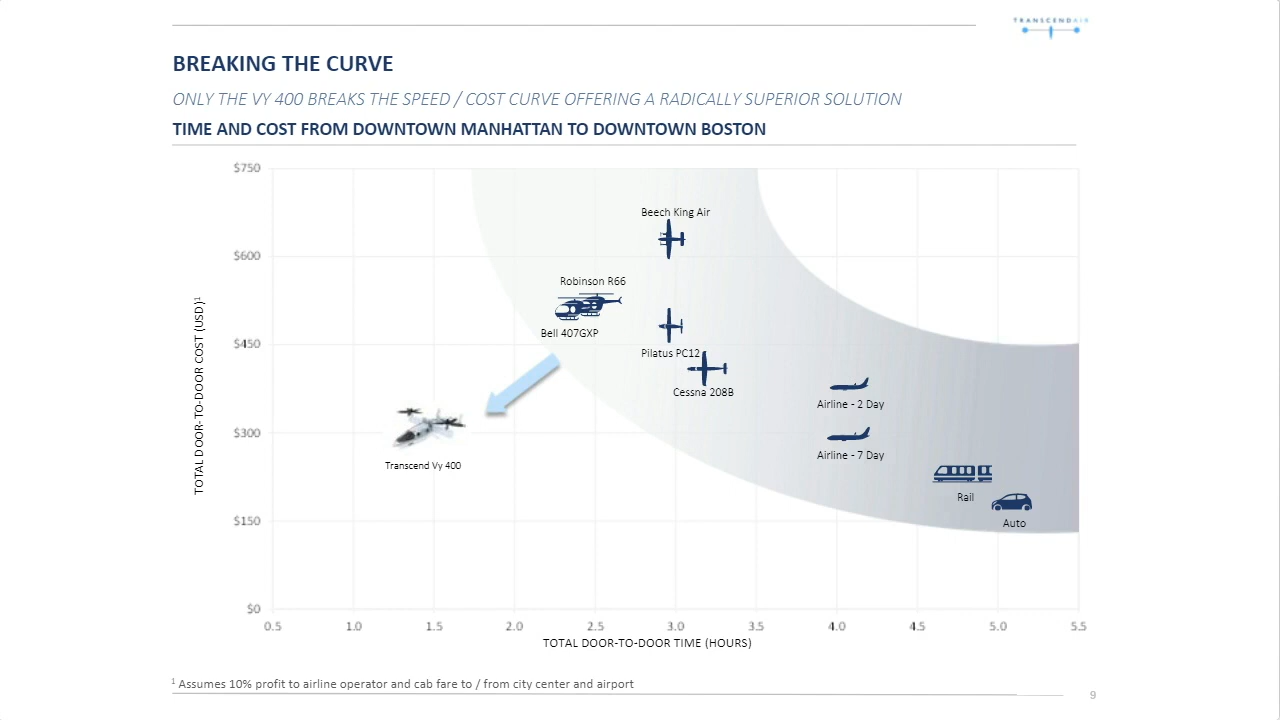 TRANSCENDAIR
BREAKING THE CURVE
ONLY THE VY 400 BREAKS THE SPEED / COST CURVE OFFERING A RADICALLY SUPERIOR SOLUTION
TIME AND COST FROM DOWNTOWN MANHATTAN TO DOWNTOWN BOSTON
TOTAL DOOR-TO-DOOR COST (USD)¹
$750
$600
$450
$300
$150
$0
Beech King Air
Robinson R66
Bell 407GXP
Pilatus PC12
Cessna 208B
Airline - 2 Day
Airline - 7 Day
Transcend Vy 400
Rail
Auto
0.5 1.0 1.5 2.0 2.5 3.0 3.5 4.0 4.5 5.0 5.5
TOTAL DOOR-TO-DOOR TIME (HOURS)
¹ Assumes 10% profit to airline operator and cab fare to / from city center and airport
9